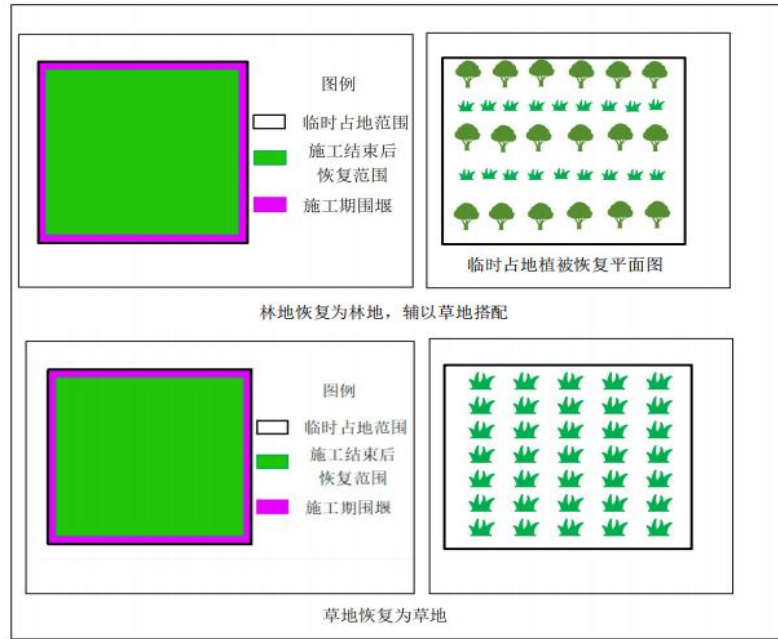 图例
临时占地范围
施工结束后
恢复范围
施工期围堰
临时占地植被恢复平面图
林地恢复为林地，辅以草地搭配
图例
临时占地范围
施工结束后
恢复范围
施工期围堰
草地恢复为草地